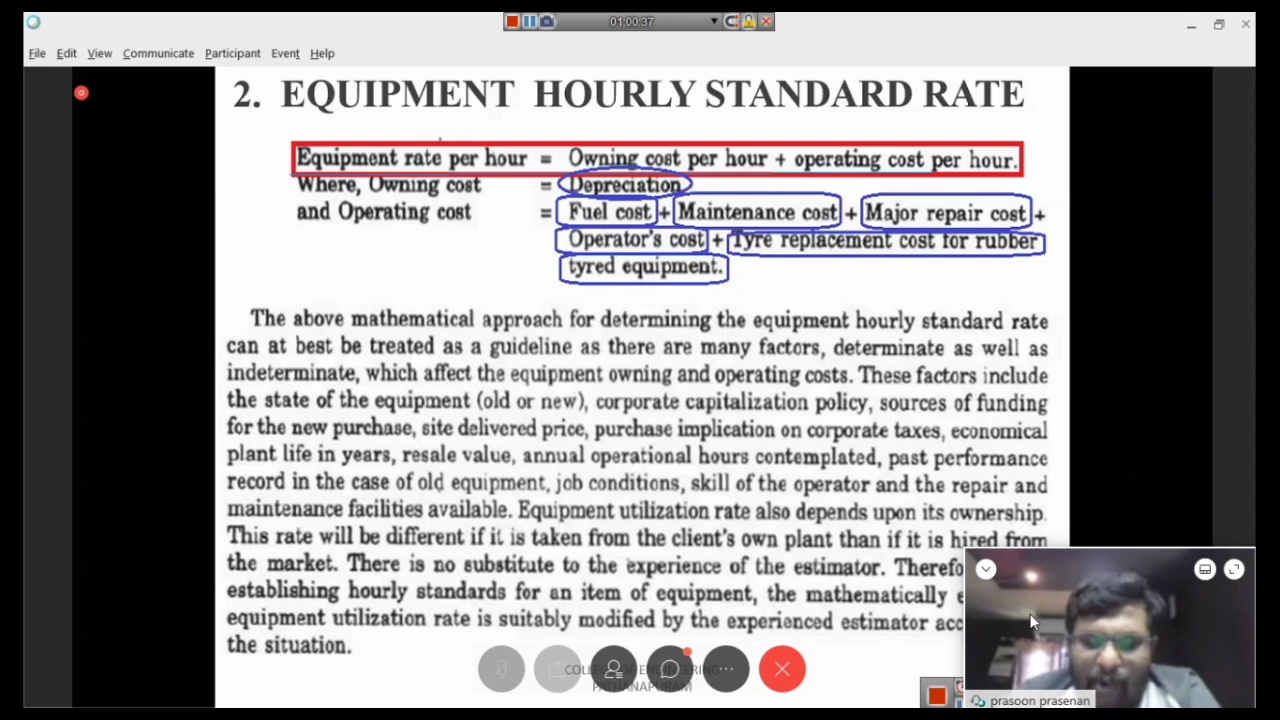 01:00:37
File Edit View Communicate Participant Event Help
2. EQUIPMENT HOURLY STANDARD RATE
Equipment rate per hour = Owning cost per hour + operating cost per hour.
Where, Owning cost = Depreciation
and Operating cost = Fuel cost + Maintenance cost + Major repair cost +
Operator's cost + Tyre replacement cost for rubber
tyred equipment.
The above mathematical approach for determining the equipment hourly standard rate
can at best be treated as a guideline as there are many factors, determinate as well as
indeterminate, which affect the equipment owning and operating costs. These factors include
the state of the equipment (old or new), corporate capitalization policy, sources of funding
for the new purchase, site delivered price, purchase implication on corporate taxes, economical
plant life in years, resale value, annual operational hours contemplated, past performance
record in the case of old equipment, job conditions, skill of the operator and the repair and
maintenance facilities available. Equipment utilization rate also depends upon its ownership.
This rate will be different if it is taken from the client's own plant than if it is hired from
the market. There is no substitute to the experience of the estimator.
establishing hourly standards for an item of equipment, the mathematically
equipment utilization rate is suitably modified by the experienced estimator
the situation.
COLLEGE OF ENGINEERING
PATHANAPURAM
prasoon prasenan